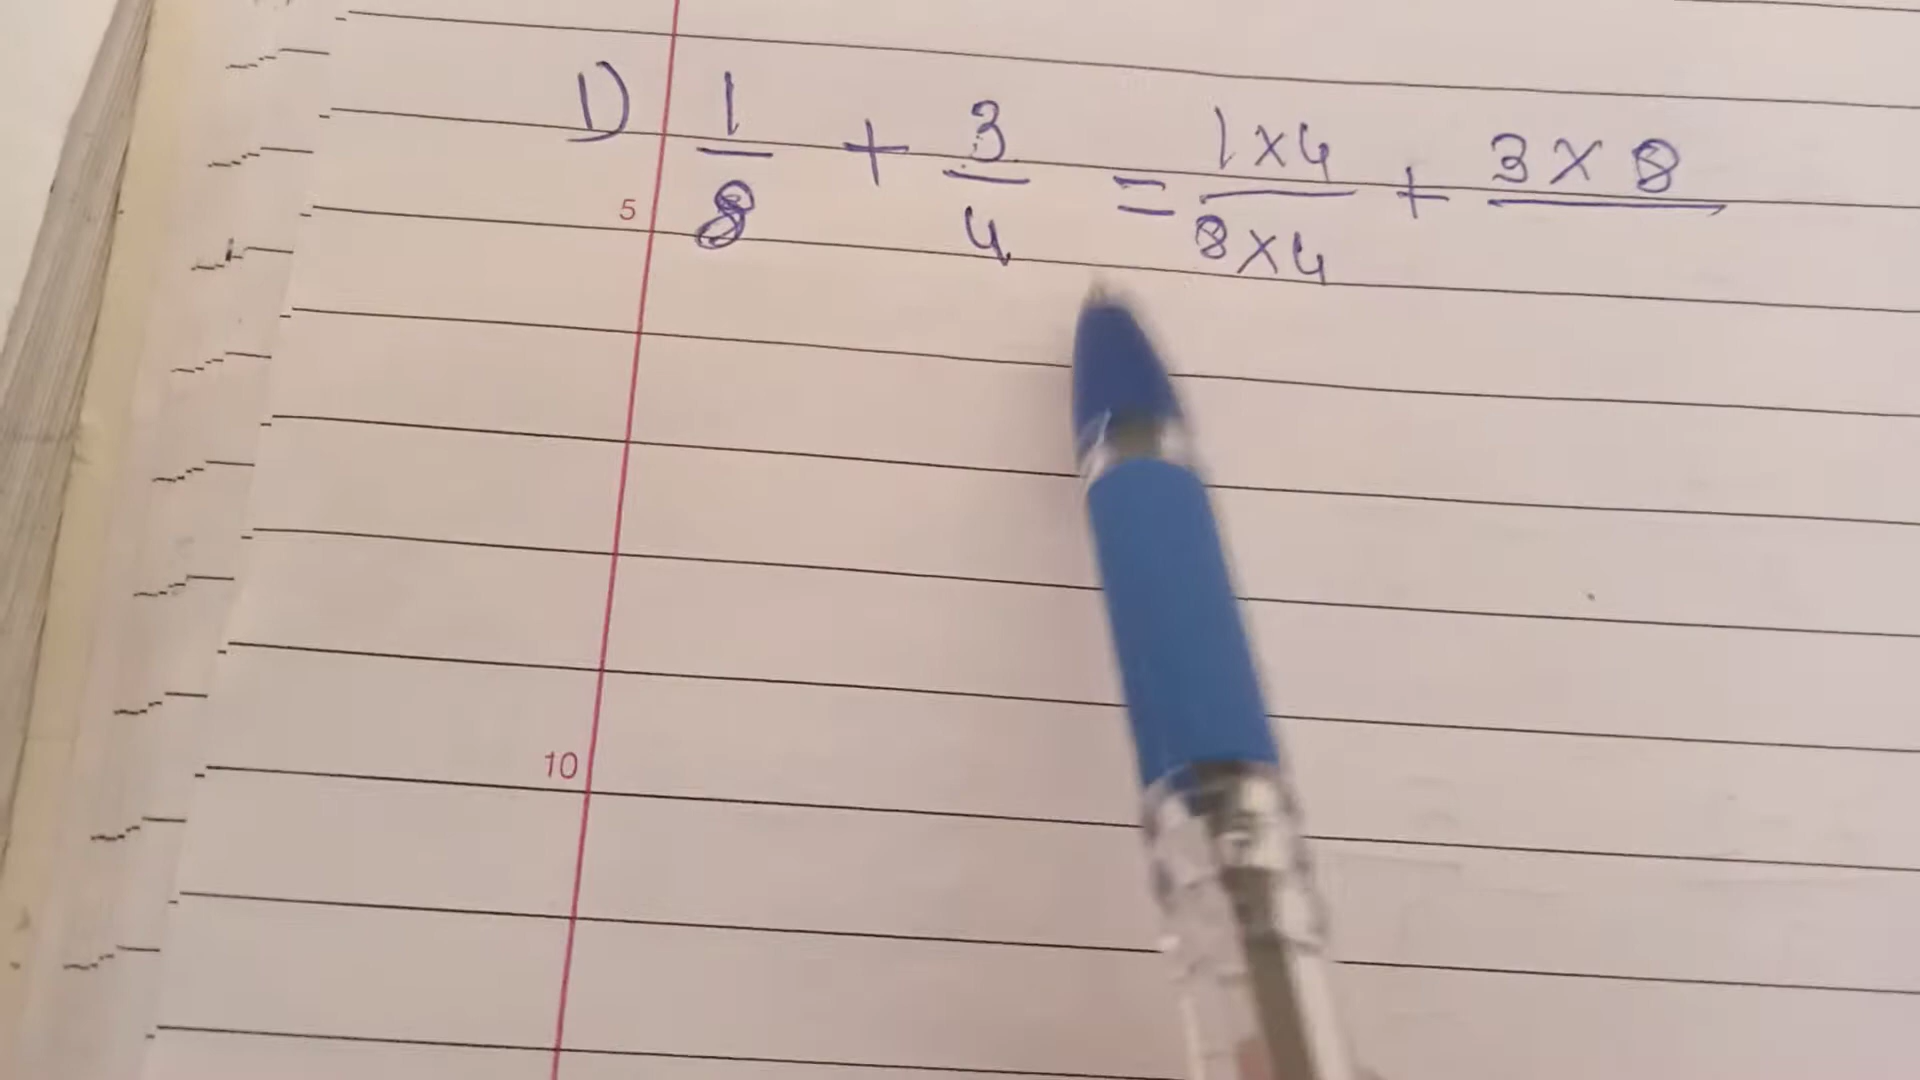 1) 1/8 + 3/4 = 1×4/8×4 + 3×8/
5
10